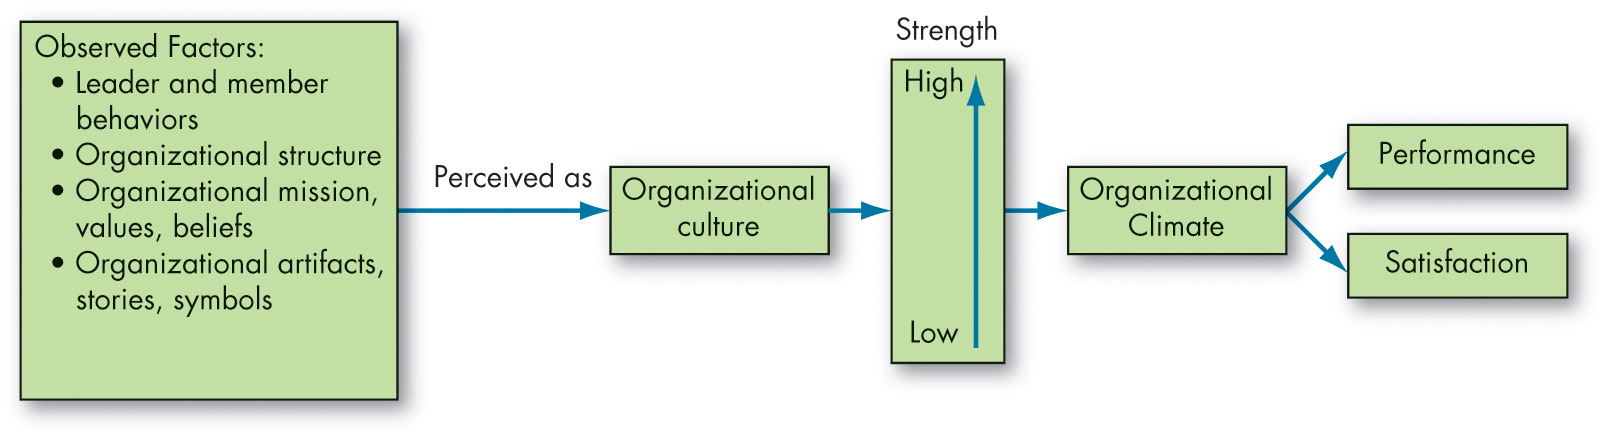 Observed Factors:
• Leader and member
behaviors
• Organizational structure
• Organizational mission,
values, beliefs
• Organizational artifacts,
stories, symbols
Perceived as
Organizational
culture
Strength
High
Low
Organizational
Climate
Performance
Satisfaction